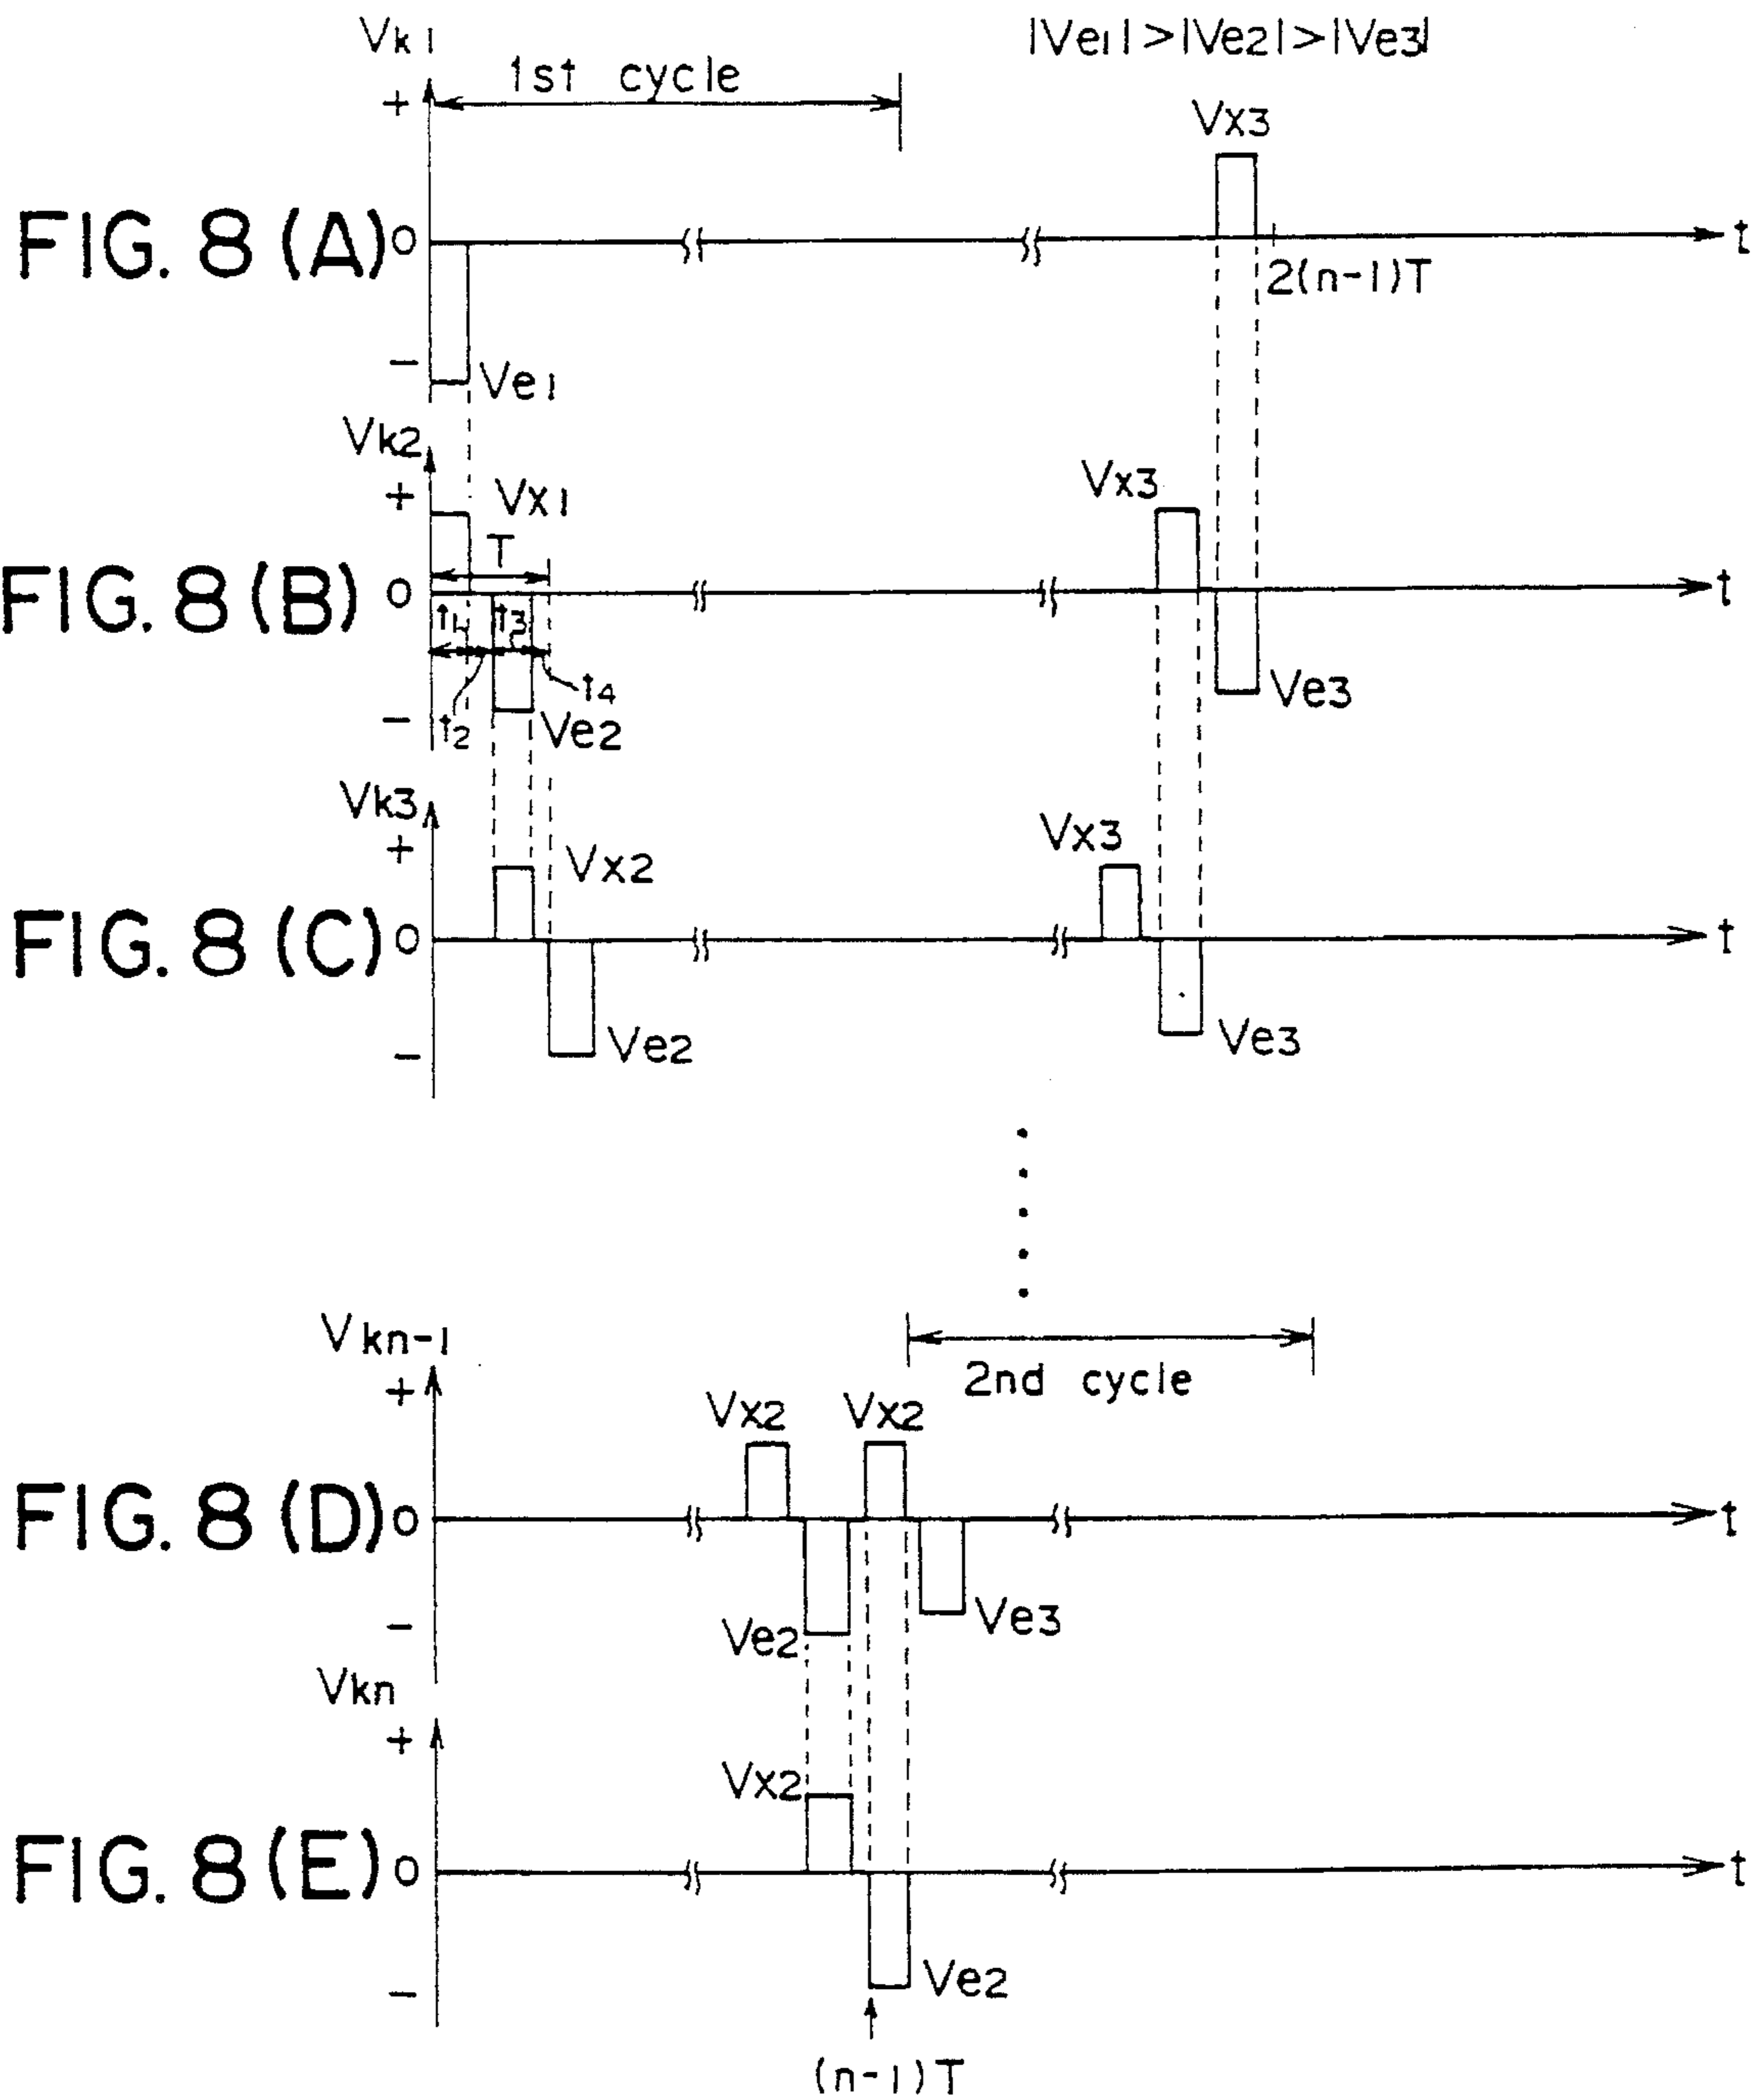 Vk1
|Ve1|>|Ve2|>|Ve3|
1st cycle
+
Vx3
FIG. 8 (A)
0
t
2(n-1)T
-
Ve1
Vk2
+
Vx1
Vx3
T
FIG. 8 (B)
0
t
t1
t3
t2
t4
-
Ve2
Ve3
Vk3
+
Vx2
Vx3
FIG. 8 (C)
0
t
-
Ve2
Ve3
Vkn-1
+
2nd cycle
Vx2
Vx2
FIG. 8 (D)
0
t
-
Ve2
Ve3
Vkn
+
Vx2
FIG. 8 (E)
0
t
-
Ve2
(n-1)T